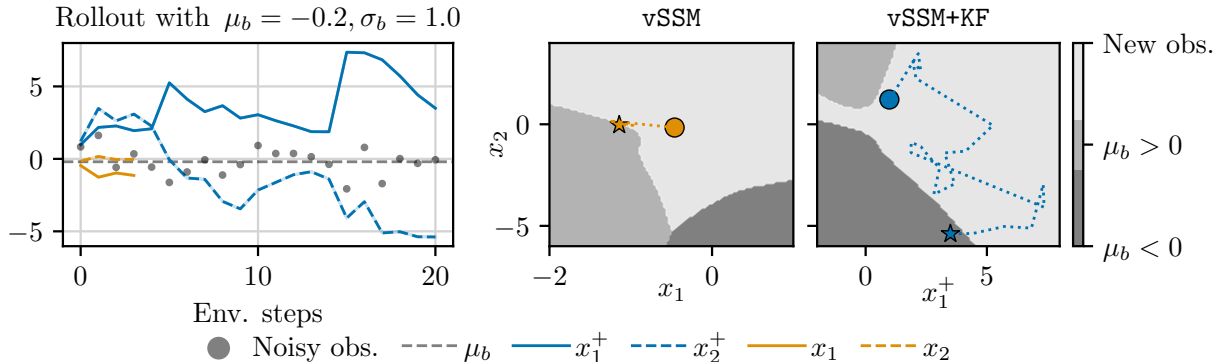 Rollout with μ_b = −0.2, σ_b = 1.0
vSSM
vSSM+KF
5
0
−5
0
10
20
Env. steps
x_2
0
−5
−2
0
x_1
0
5
x_1^+
New obs.
μ_b > 0
μ_b < 0
Noisy obs.
μ_b
x_1^+
x_2^+
x_1
x_2